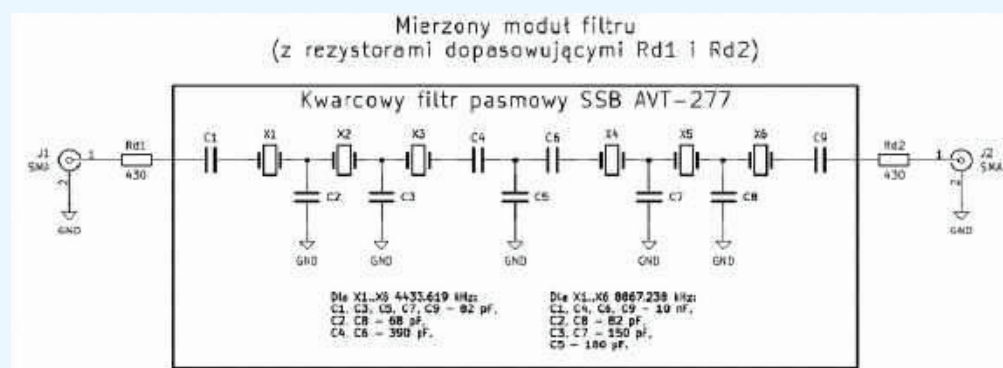 Mierzony moduł filtru
(z rezystorami dopasowującymi Rd1 i Rd2)
Kwarcowy filtr pasmowy SSB AVT-277
J1
SMA
1
2
GND
Rd1
430
C1
X1
X2
X3
C4
C6
X4
X5
X6
C9
Rd2
430
1
J2
SMA
2
GND
C2
C3
C5
C7
C8
GND
GND
GND
GND
GND
Dla X1..X6 4433.619 kHz:
C1, C3, C5, C7, C9 - 82 pF,
C2, C8 - 68 pF,
C4, C6 - 390 pF,
Dla X1..X6 8867.238 kHz:
C1, C4, C6, C9 - 10 nF,
C2, C8 - 82 pF,
C3, C7 - 150 pF,
C5 - 180 pF,